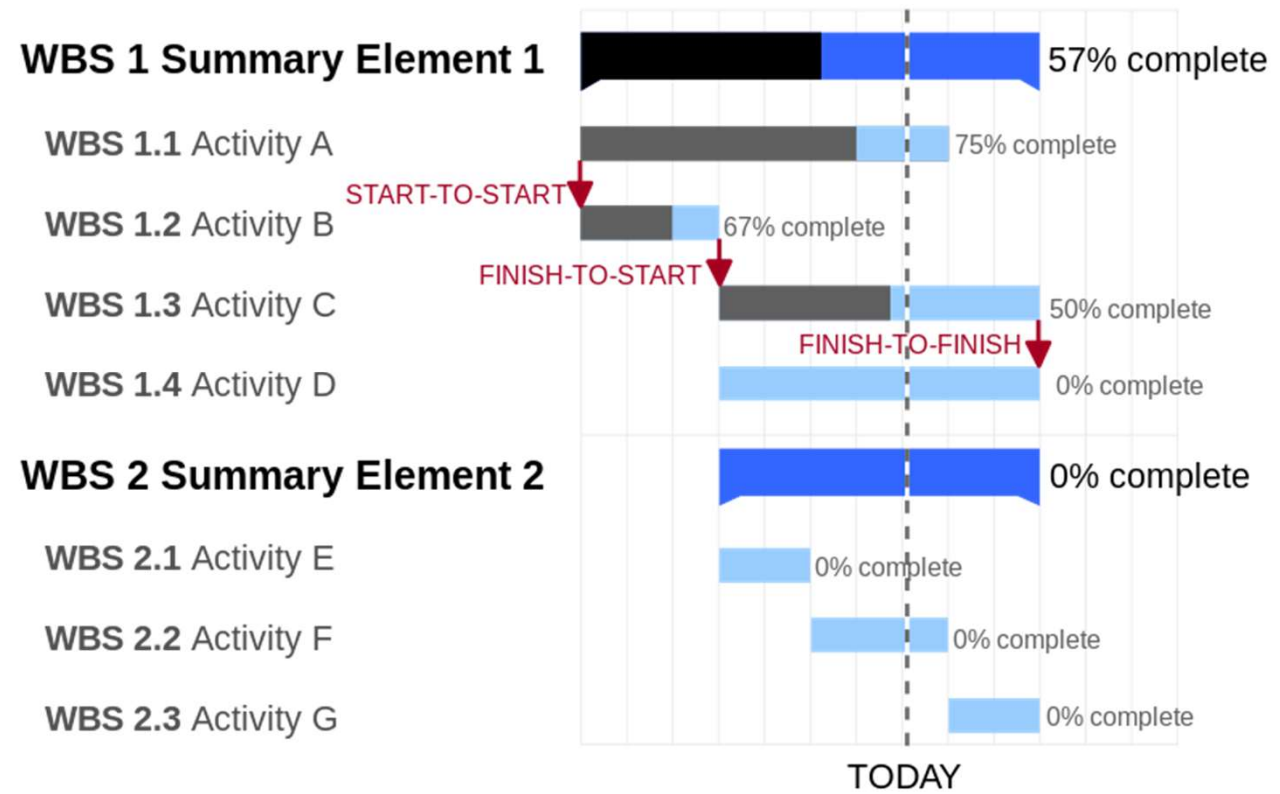 WBS 1 Summary Element 1 57% complete
WBS 1.1 Activity A 75% complete
START-TO-START
WBS 1.2 Activity B 67% complete
FINISH-TO-START
WBS 1.3 Activity C 50% complete
FINISH-TO-FINISH
WBS 1.4 Activity D 0% complete
WBS 2 Summary Element 2 0% complete
WBS 2.1 Activity E 0% complete
WBS 2.2 Activity F 0% complete
WBS 2.3 Activity G 0% complete
TODAY